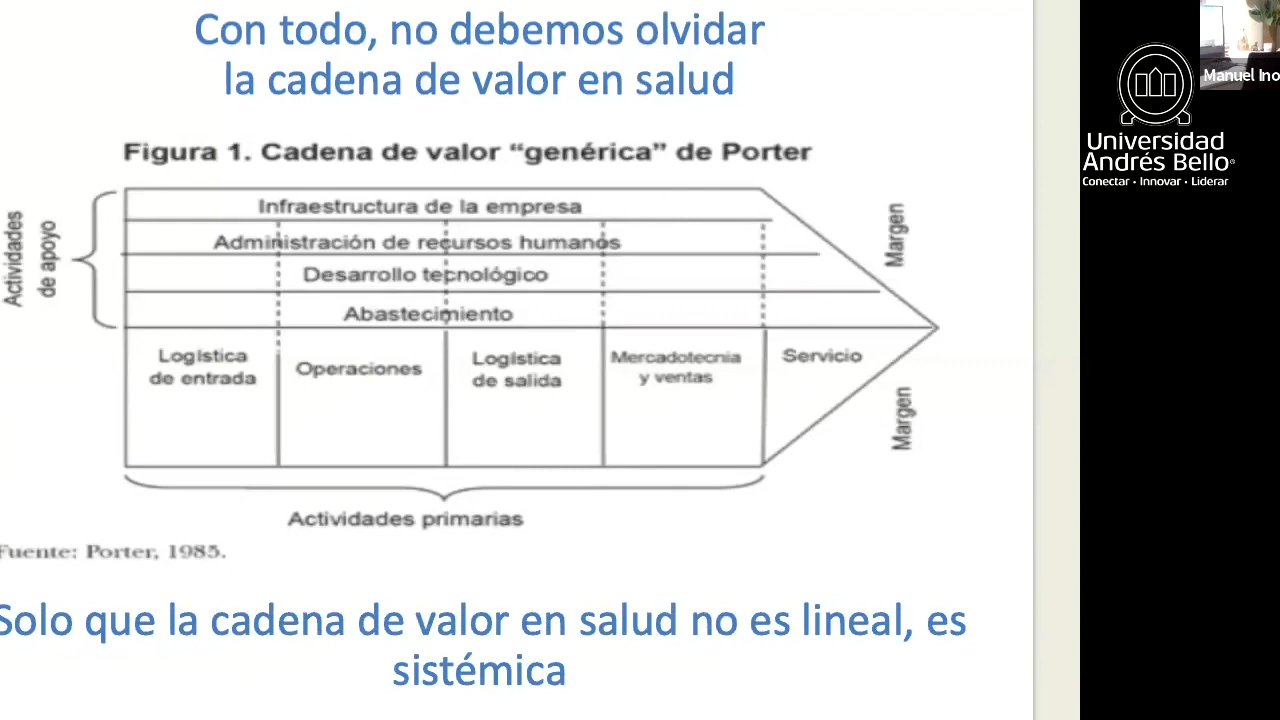 Con todo, no debemos olvidar
la cadena de valor en salud
Figura 1. Cadena de valor “genérica” de Porter
Actividades
de apoyo
Infraestructura de la empresa
Administración de recursos humanos
Desarrollo tecnológico
Abastecimiento
Margen
Logística
de entrada
Operaciones
Logística
de salida
Mercadotecnia
y ventas
Servicio
Margen
Actividades primarias
Fuente: Porter, 1985.
Solo que la cadena de valor en salud no es lineal, es
sistémica
Manuel Ino
Universidad
Andrés Bello®
Conectar · Innovar · Liderar